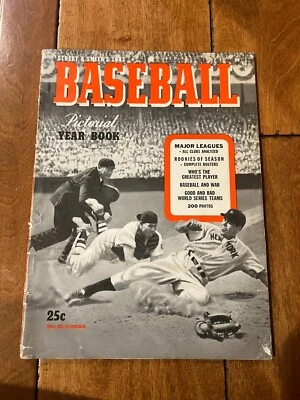 STREET & SMITH'S
BASEBALL
Pictorial
YEAR BOOK
MAJOR LEAGUES
ALL CLUBS ANALYZED
ROOKIES OF SEASON
COMPLETE ROSTERS
WHO'S THE
GREATEST PLAYER
BASEBALL AND WAR
GOOD AND BAD
WORLD SERIES TEAMS
200 PHOTOS
NEW YORK
25c